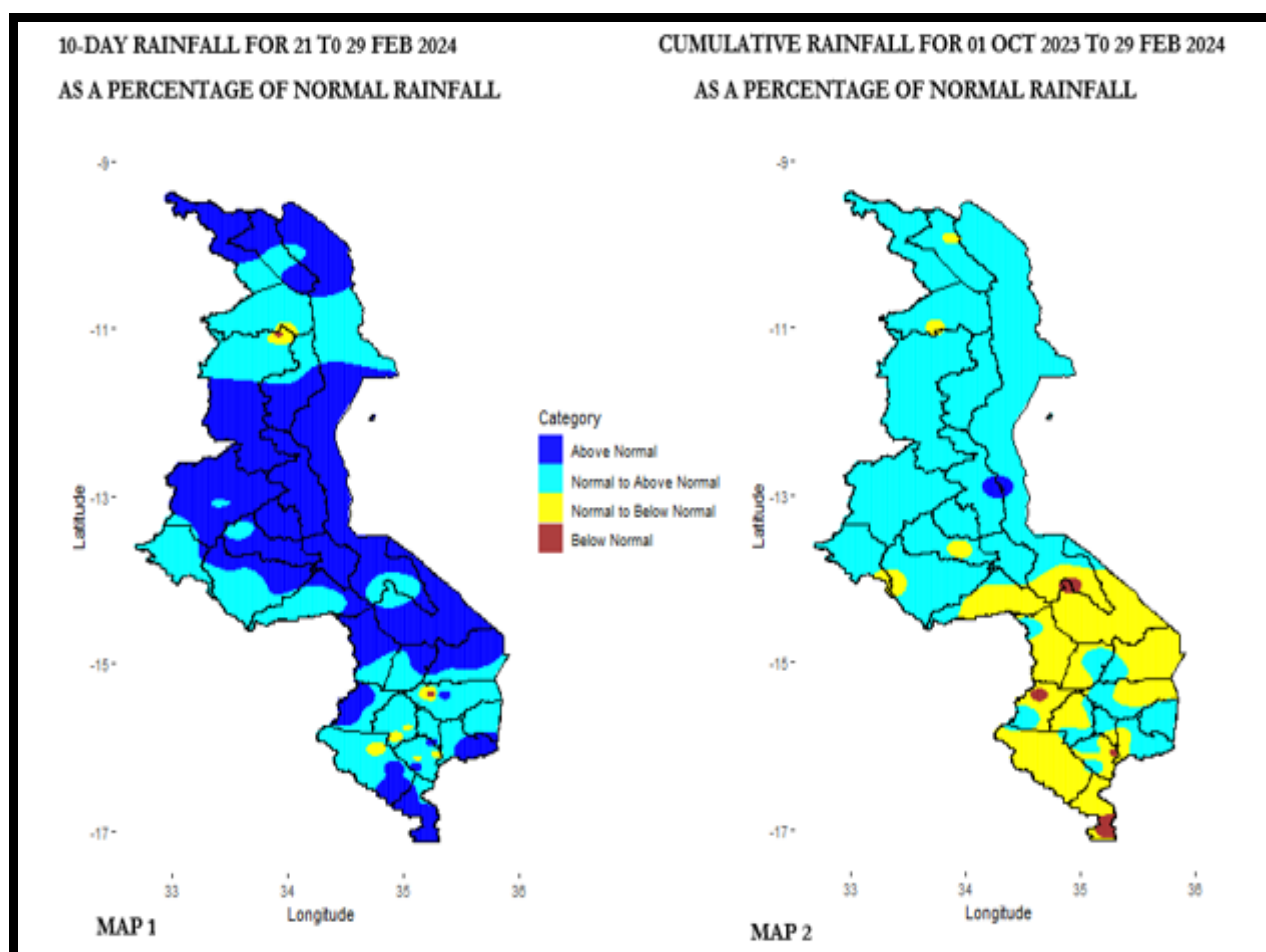 10-DAY RAINFALL FOR 21 T0 29 FEB 2024
AS A PERCENTAGE OF NORMAL RAINFALL
CUMULATIVE RAINFALL FOR 01 OCT 2023 T0 29 FEB 2024
AS A PERCENTAGE OF NORMAL RAINFALL
-9
-11
-13
-15
-17
Latitude
33
34
35
36
Longitude
MAP 1
Category
Above Normal
Normal to Above Normal
Normal to Below Normal
Below Normal
-9
-11
-13
-15
-17
Latitude
33
34
35
36
Longitude
MAP 2